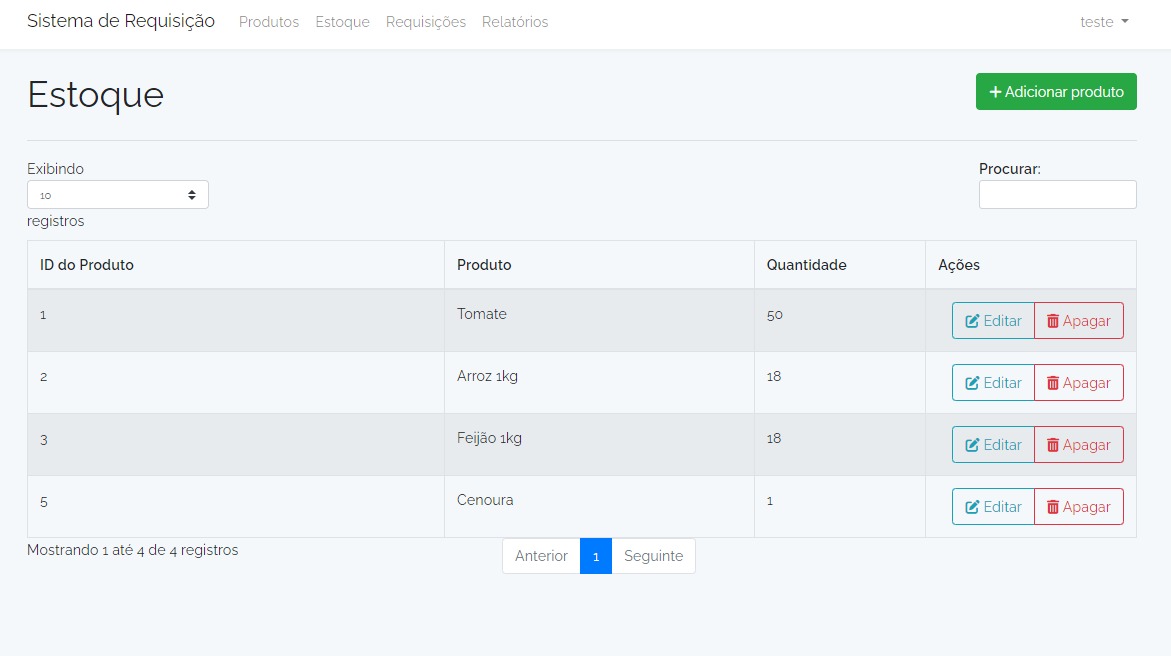 Sistema de Requisição Produtos Estoque Requisições Relatórios teste
Estoque
Adicionar produto
Exibindo
10
registros
Procurar:
ID do Produto Produto Quantidade Ações
1 Tomate 50 Editar Apagar
2 Arroz 1kg 18 Editar Apagar
3 Feijão 1kg 18 Editar Apagar
5 Cenoura 1 Editar Apagar
Mostrando 1 até 4 de 4 registros
Anterior 1 Seguinte